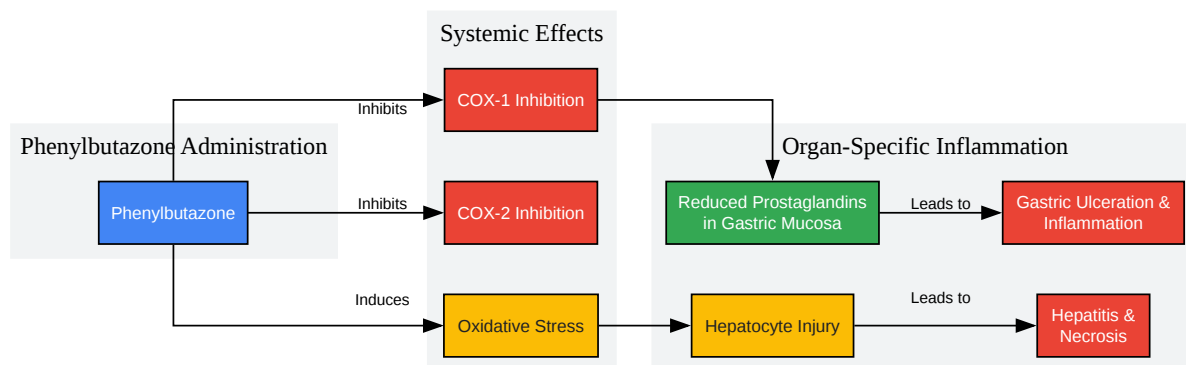 Systemic Effects
COX-1 Inhibition
Inhibits
Phenylbutazone Administration
Organ-Specific Inflammation
Phenylbutazone
Inhibits
COX-2 Inhibition
Reduced Prostaglandins
in Gastric Mucosa
Leads to
Gastric Ulceration &
Inflammation
Induces
Oxidative Stress
Hepatocyte Injury
Leads to
Hepatitis &
Necrosis